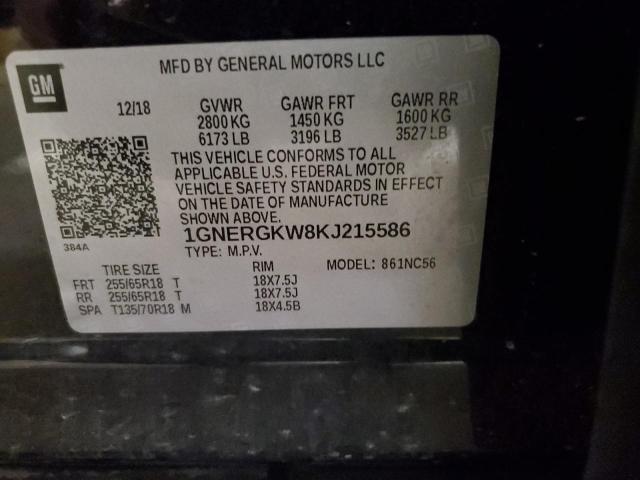 GM
MFD BY GENERAL MOTORS LLC
12/18 GVWR GAWR FRT GAWR RR
2800 KG 1450 KG 1600 KG
6173 LB 3196 LB 3527 LB
THIS VEHICLE CONFORMS TO ALL
APPLICABLE U.S. FEDERAL MOTOR
VEHICLE SAFETY STANDARDS IN EFFECT
ON THE DATE OF MANUFACTURE
SHOWN ABOVE.
384A
1GNERGKW8KJ215586
TYPE: M.P.V. MODEL: 861NC56
TIRE SIZE RIM
FRT 255/65R18 T 18X7.5J
RR 255/65R18 T 18X7.5J
SPA T135/70R18 M 18X4.5B